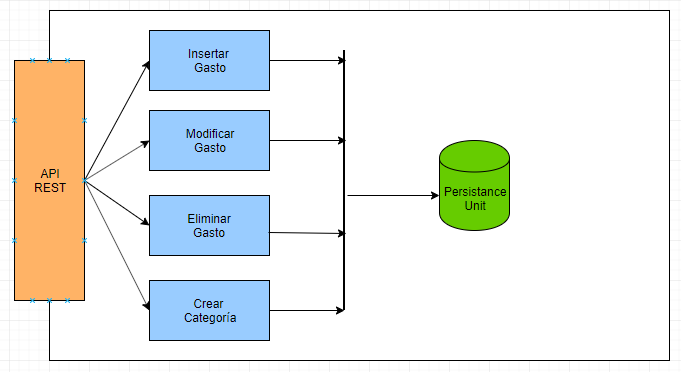 API
REST
Insertar
Gasto
Modificar
Gasto
Eliminar
Gasto
Crear
Categoría
Persistance
Unit